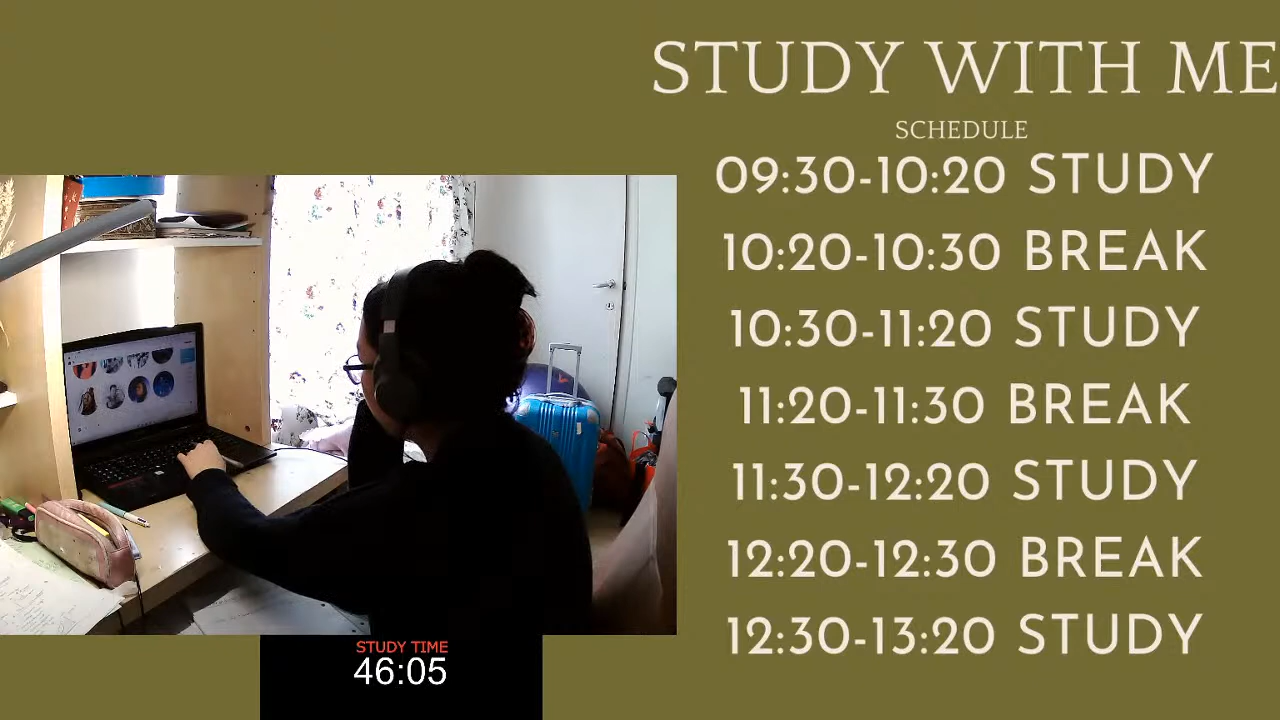 STUDY WITH ME
SCHEDULE
09:30-10:20 STUDY
10:20-10:30 BREAK
10:30-11:20 STUDY
11:20-11:30 BREAK
11:30-12:20 STUDY
12:20-12:30 BREAK
12:30-13:20 STUDY
STUDY TIME
46:05